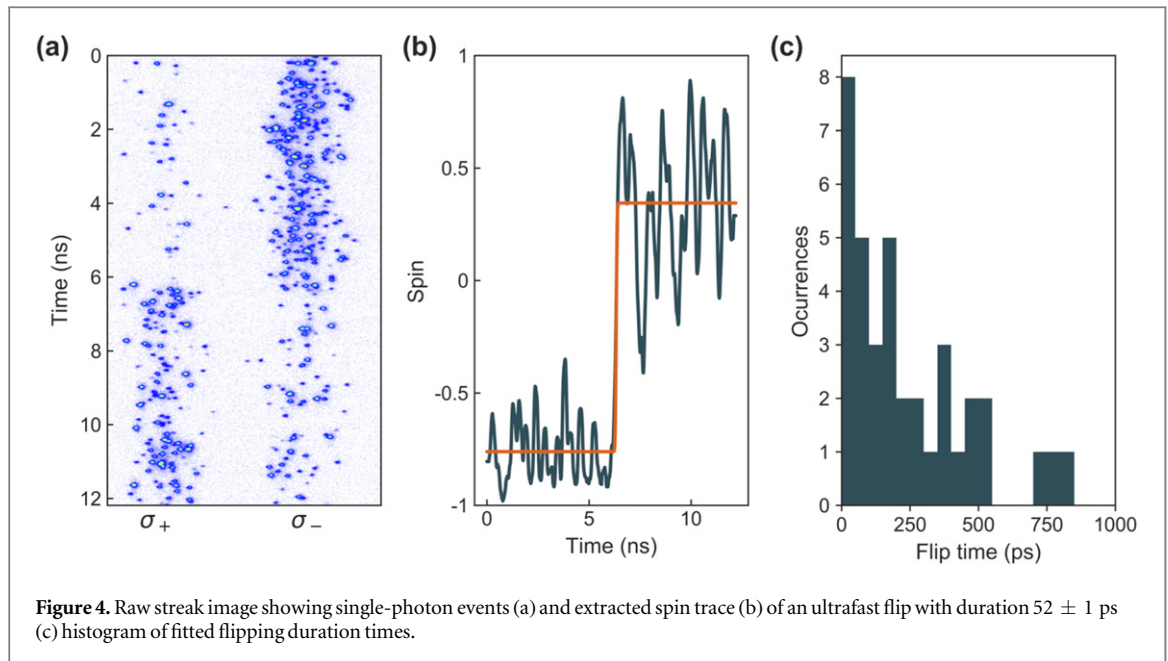 (a)
0
2
4
6
8
10
12
Time (ns)
σ+
σ−
(b)
1
0.5
0
-0.5
-1
Spin
0 5 10
Time (ns)
(c)
8
7
6
5
4
3
2
1
0
Ocurrences
0 250 500 750 1000
Flip time (ps)
Figure 4. Raw streak image showing single-photon events (a) and extracted spin trace (b) of an ultrafast flip with duration 52 ± 1 ps
(c) histogram of fitted flipping duration times.